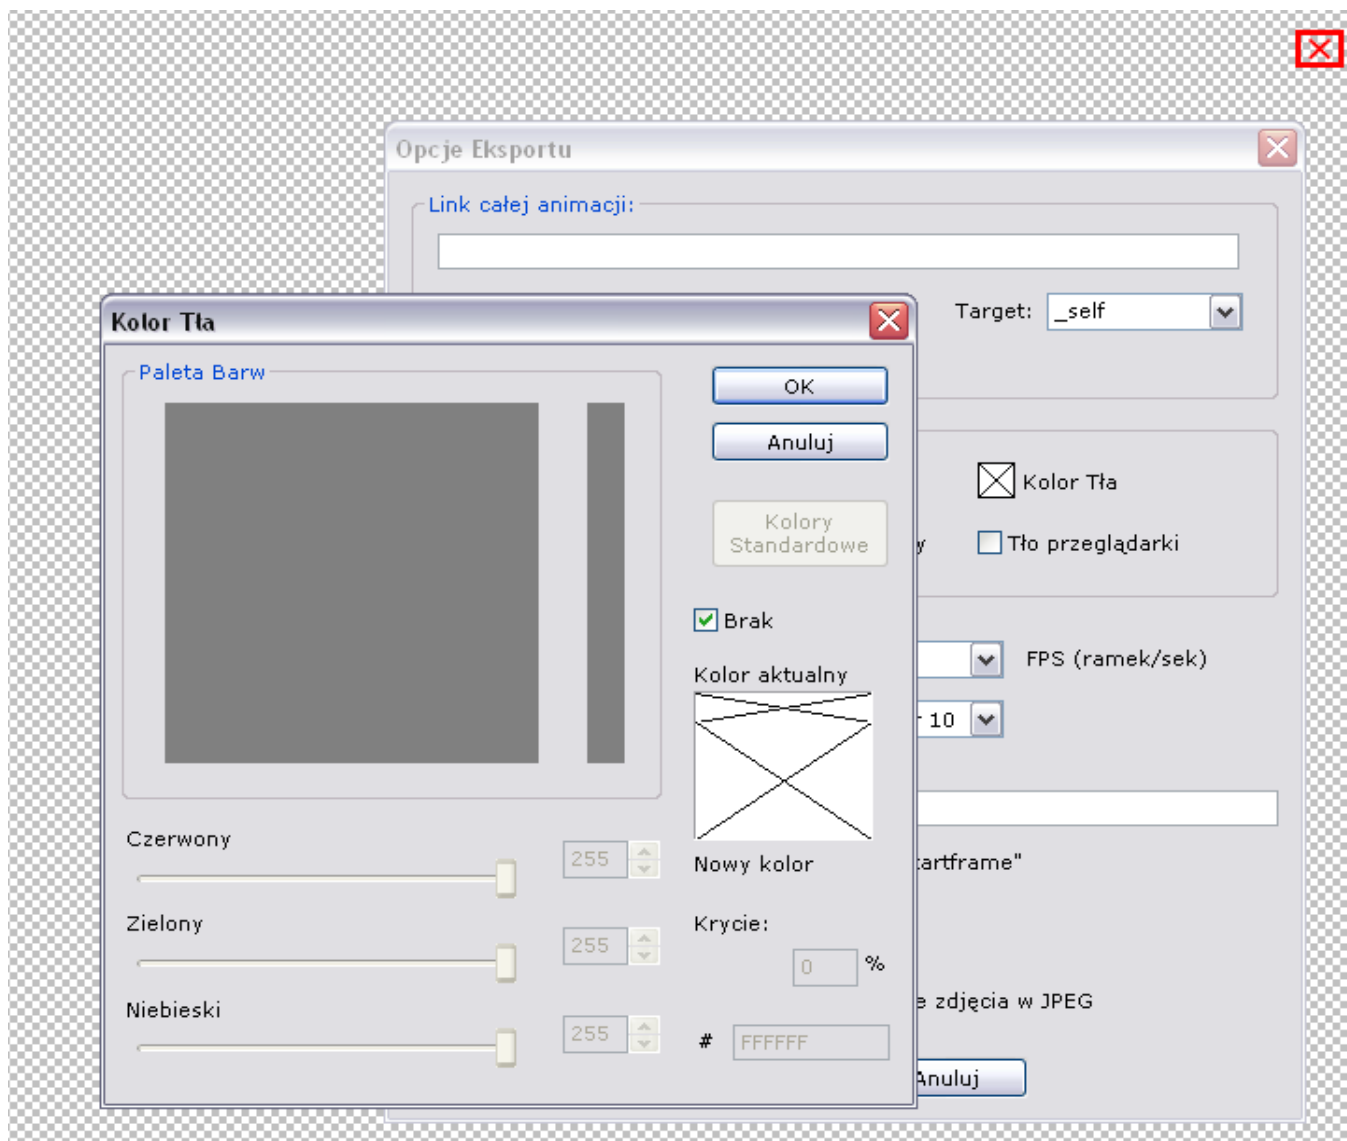 Opcje Eksportu
Link całej animacji:
Target: _self
Kolor Tła
Paleta Barw
OK
Anuluj
Kolory
Standardowe
Brak
Kolor aktualny
Nowy kolor
Krycie:
0 %
# FFFFFF
Czerwony
255
Zielony
255
Niebieski
255
Kolor Tła
Tło przeglądarki
FPS (ramek/sek)
10
tartframe"
zdjęcia w JPEG
Anuluj